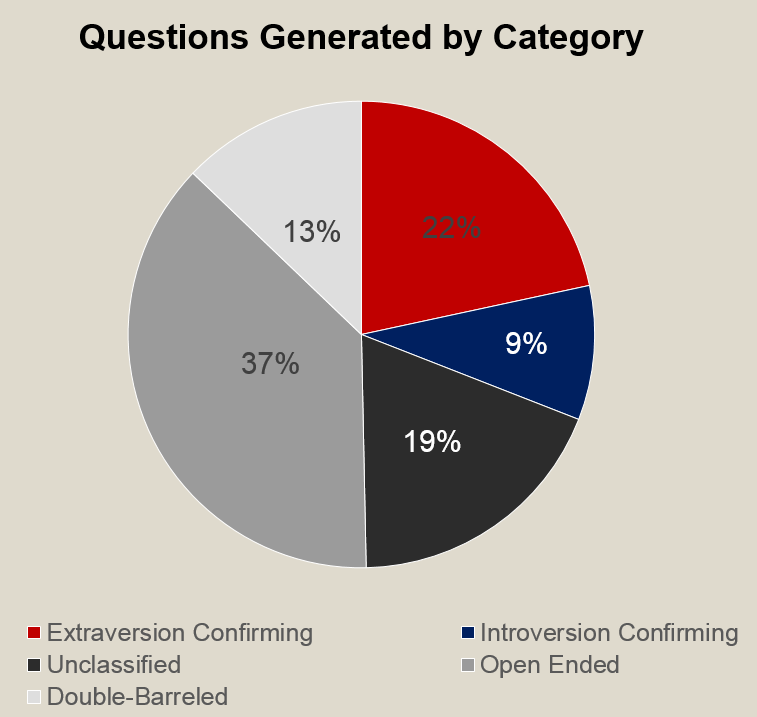 Questions Generated by Category
13%
22%
9%
37%
19%
Extraversion Confirming
Introversion Confirming
Unclassified
Open Ended
Double-Barreled